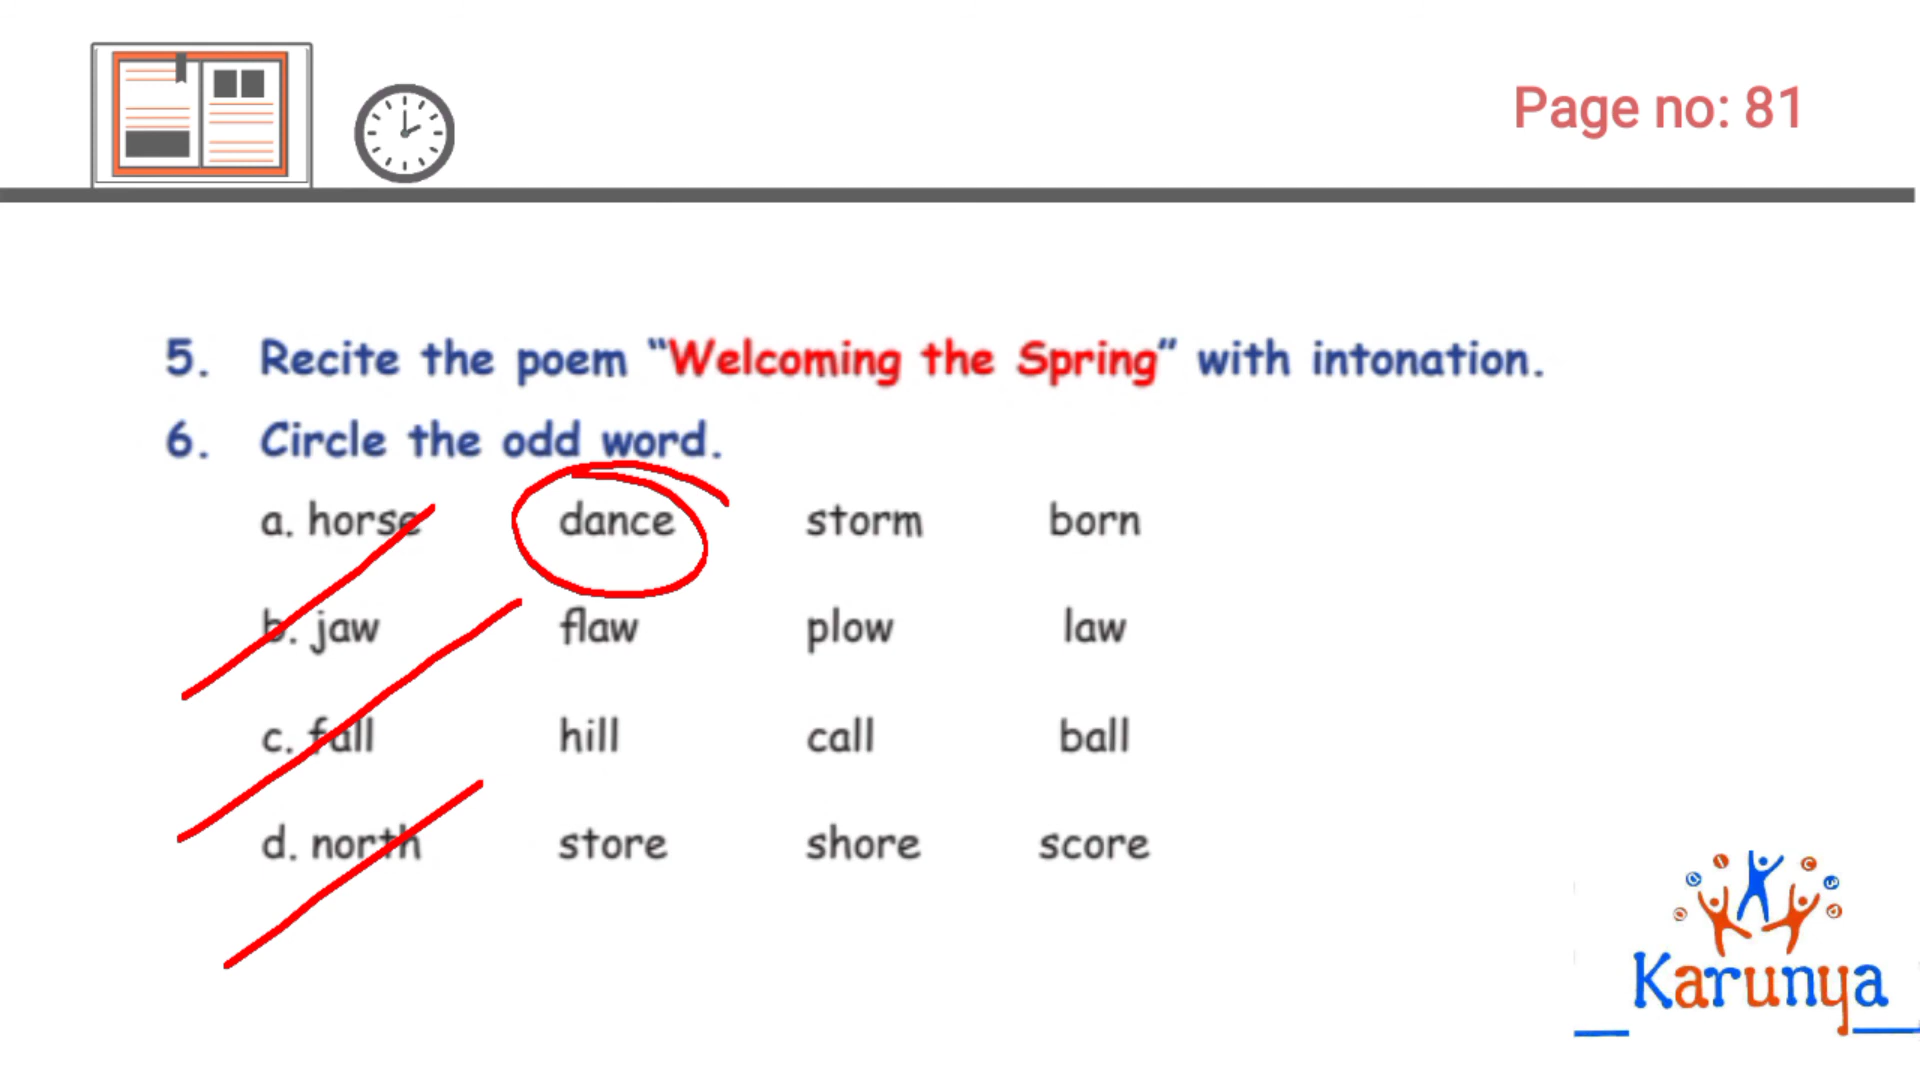 Page no: 81
5. Recite the poem “Welcoming the Spring” with intonation.
6. Circle the odd word.
a. horse dance storm born
b. jaw flaw plow law
c. fall hill call ball
d. north store shore score
Karunya